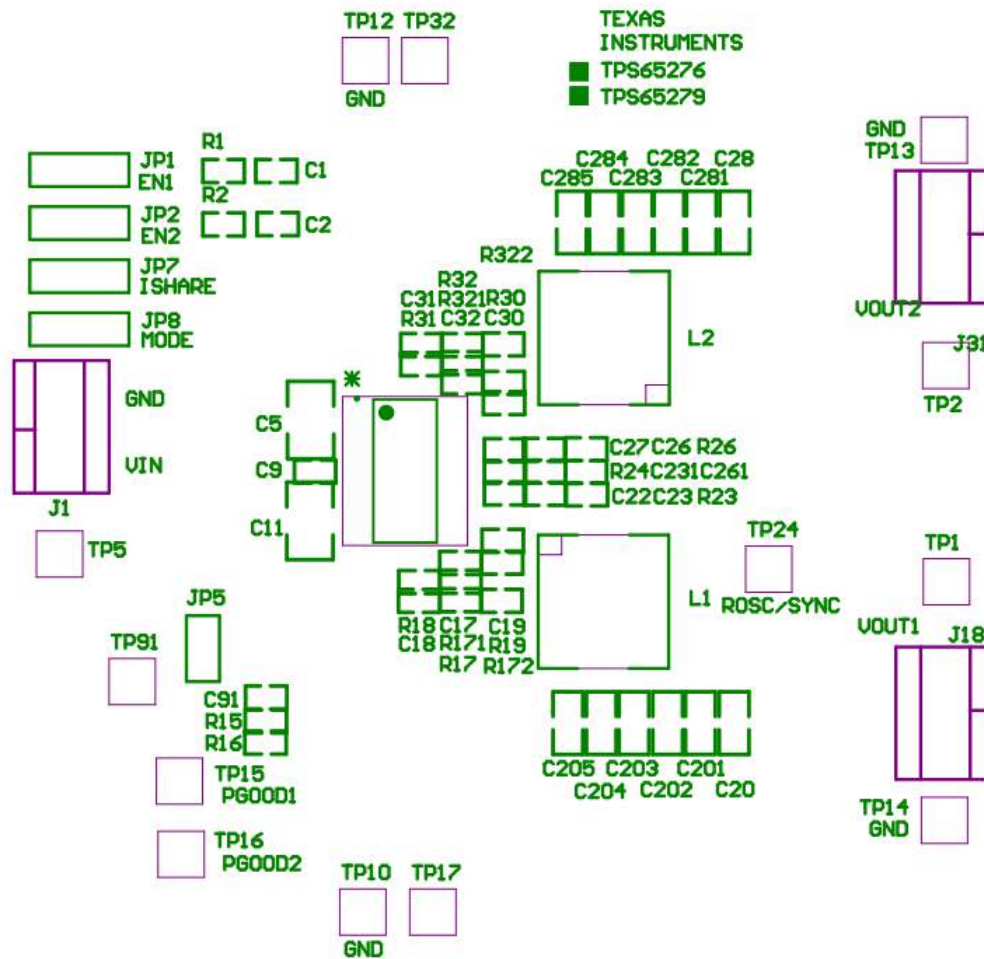 TP12 TP32
GND
TEXAS
INSTRUMENTS
TPS65276
TPS65279
GND
TP13
R1
JP1
EN1
C1
R2
JP2
EN2
C2
JP7
ISHARE
JP8
MODE
C284 C282 C28
C285 C283 C281
R322
R32
C31 R321 R30
R31 C32 C30
L2
VOUT2
J31
TP2
*
GND
C5
VIN
C9
J1
C11
TP5
C27 C26 R26
R24 C231 C261
C22 C23 R23
TP24
ROSC/SYNC
TP1
L1
VOUT1
J18
JP5
TP91
R18 C17 C19
C18 R171 R19
R17 R172
C91
R15
R16
C205 C203 C201
C204 C202 C20
TP15
PGOOD1
TP16
PGOOD2
TP14
GND
TP10 TP17
GND